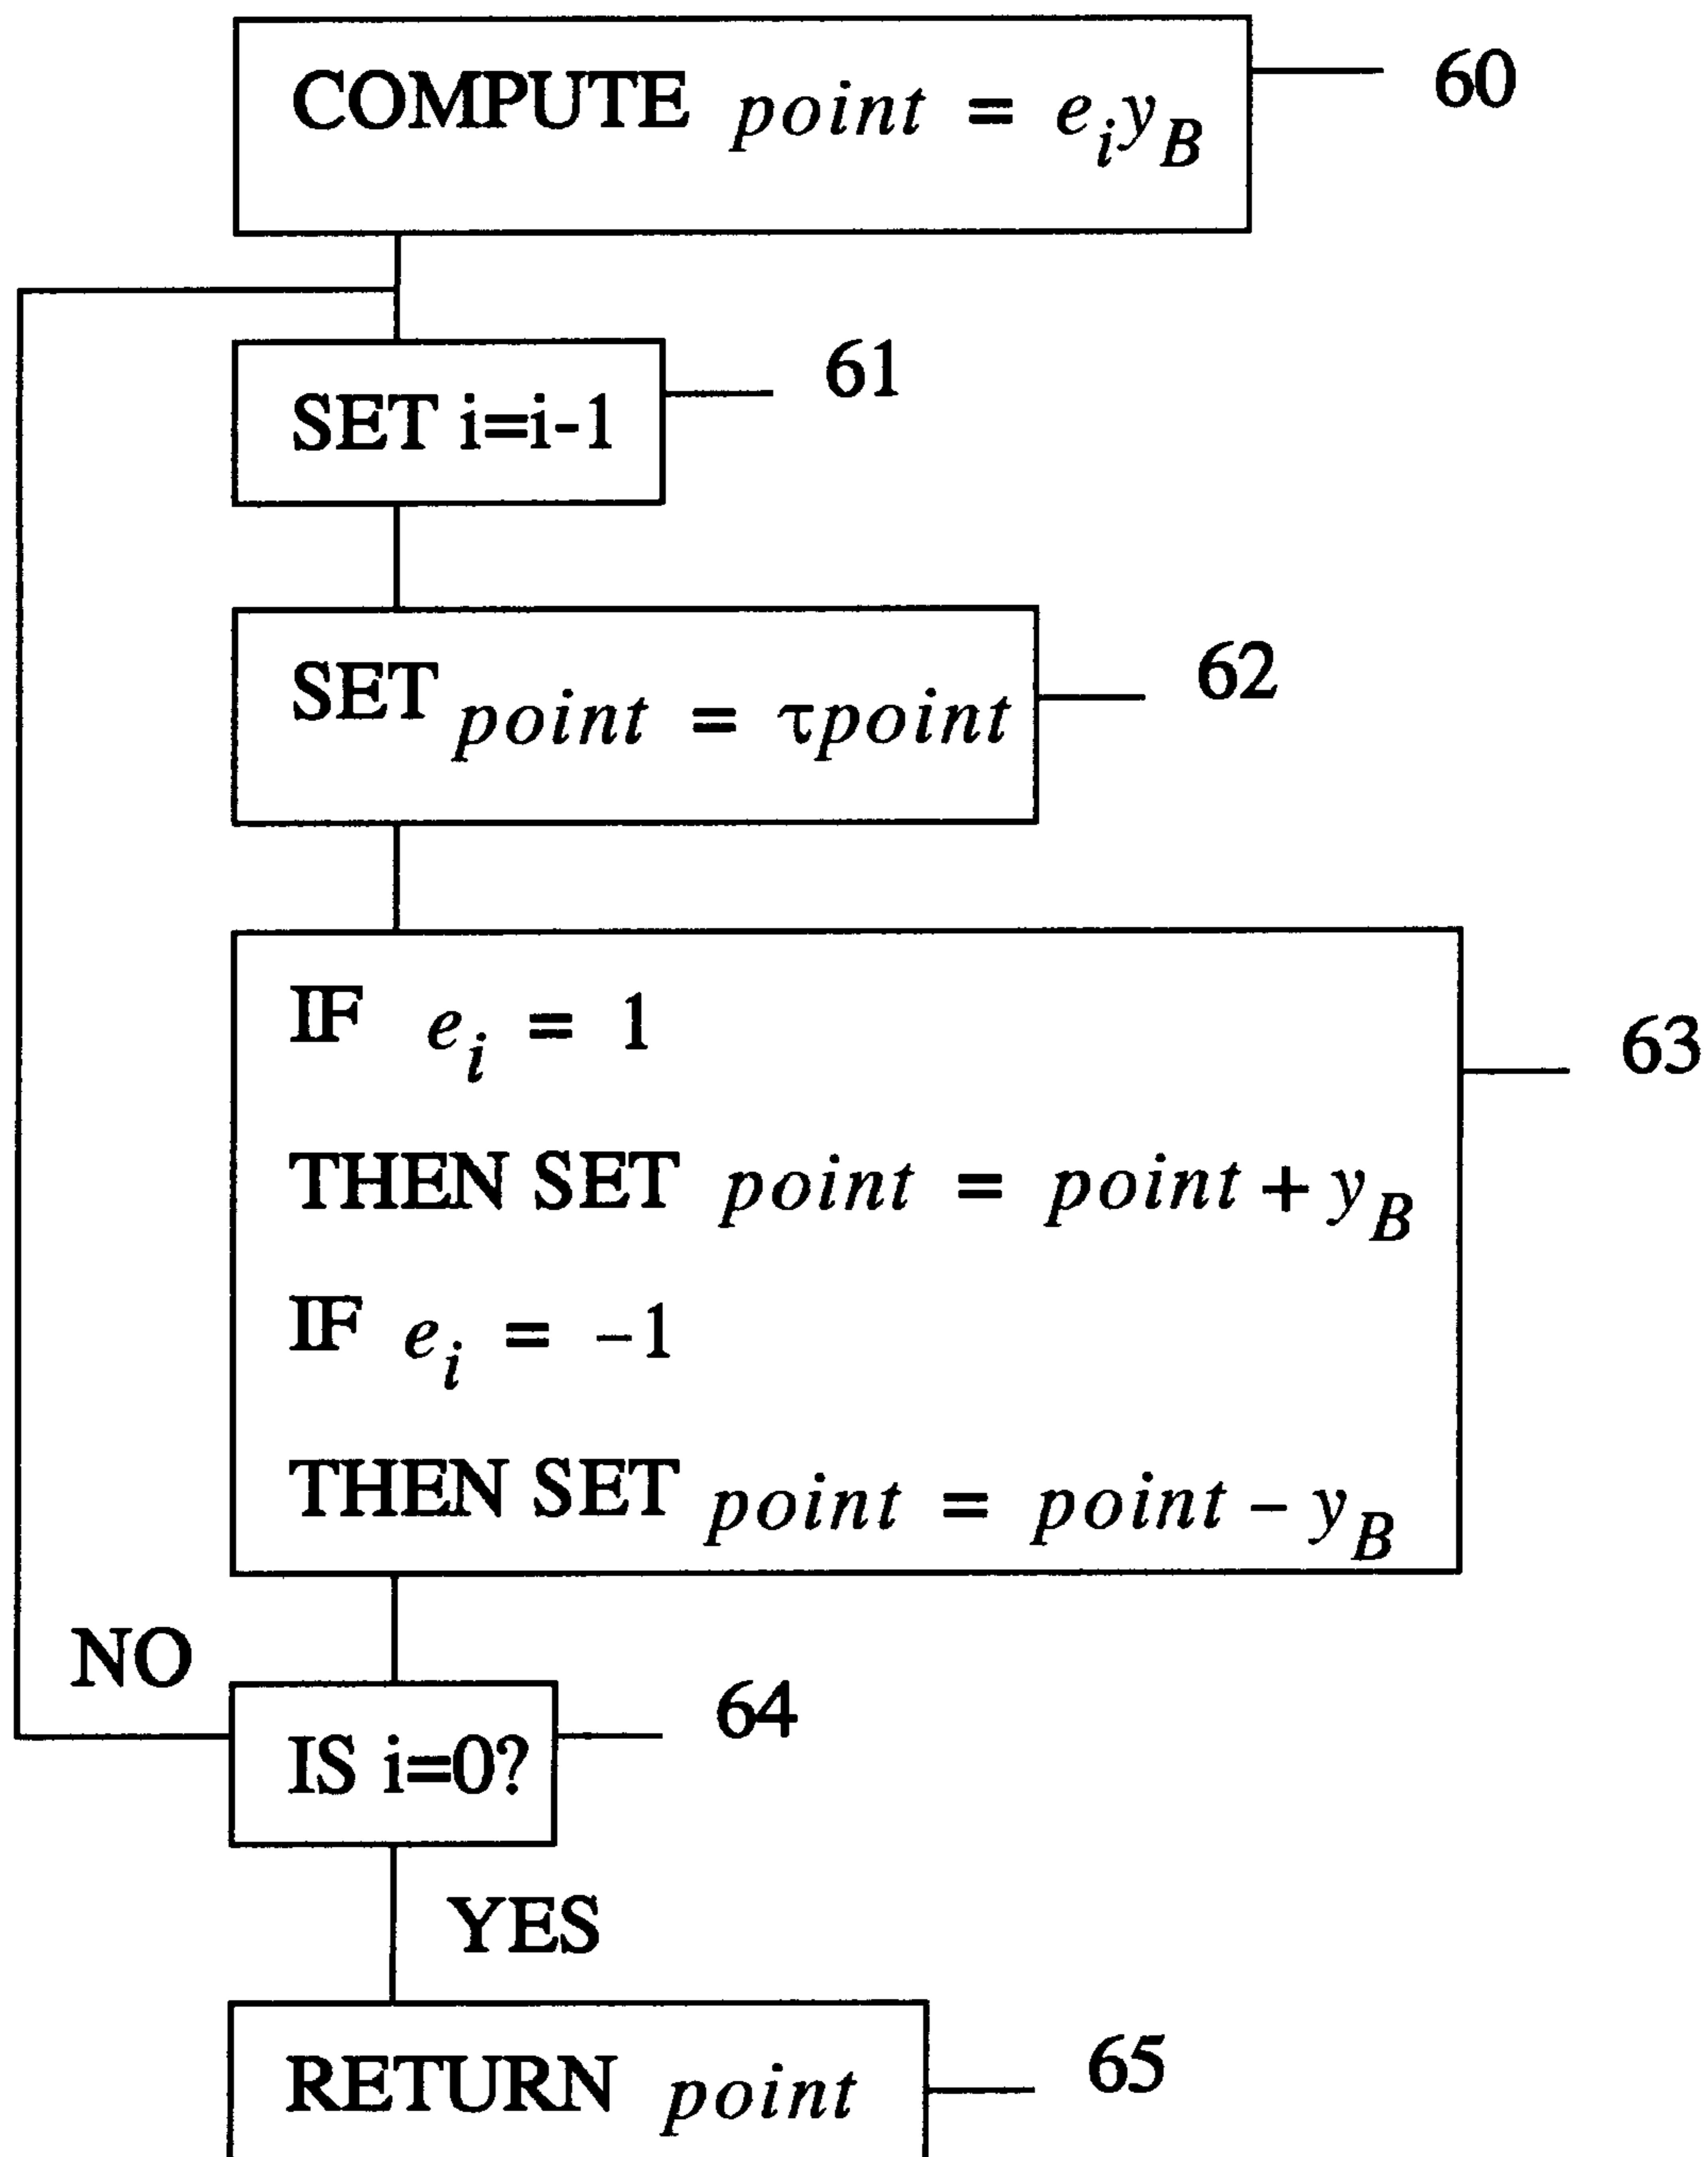 COMPUTE point = e_i y_B
60
SET i=i-1
61
SET point = τpoint
62
IF e_i = 1
THEN SET point = point + y_B
IF e_i = -1
THEN SET point = point - y_B
63
NO
IS i=0?
64
YES
RETURN point
65